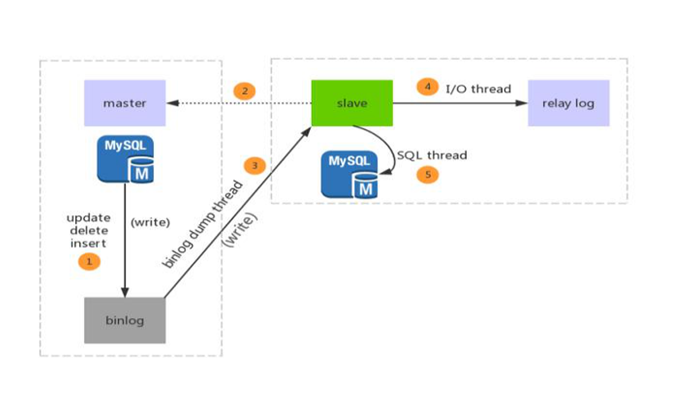 master
2
slave
4
I/O thread
relay log
MySQL
M
update
delete
insert
(write)
1
3
binlog dump thread
(write)
MySQL
M
SQL thread
5
binlog